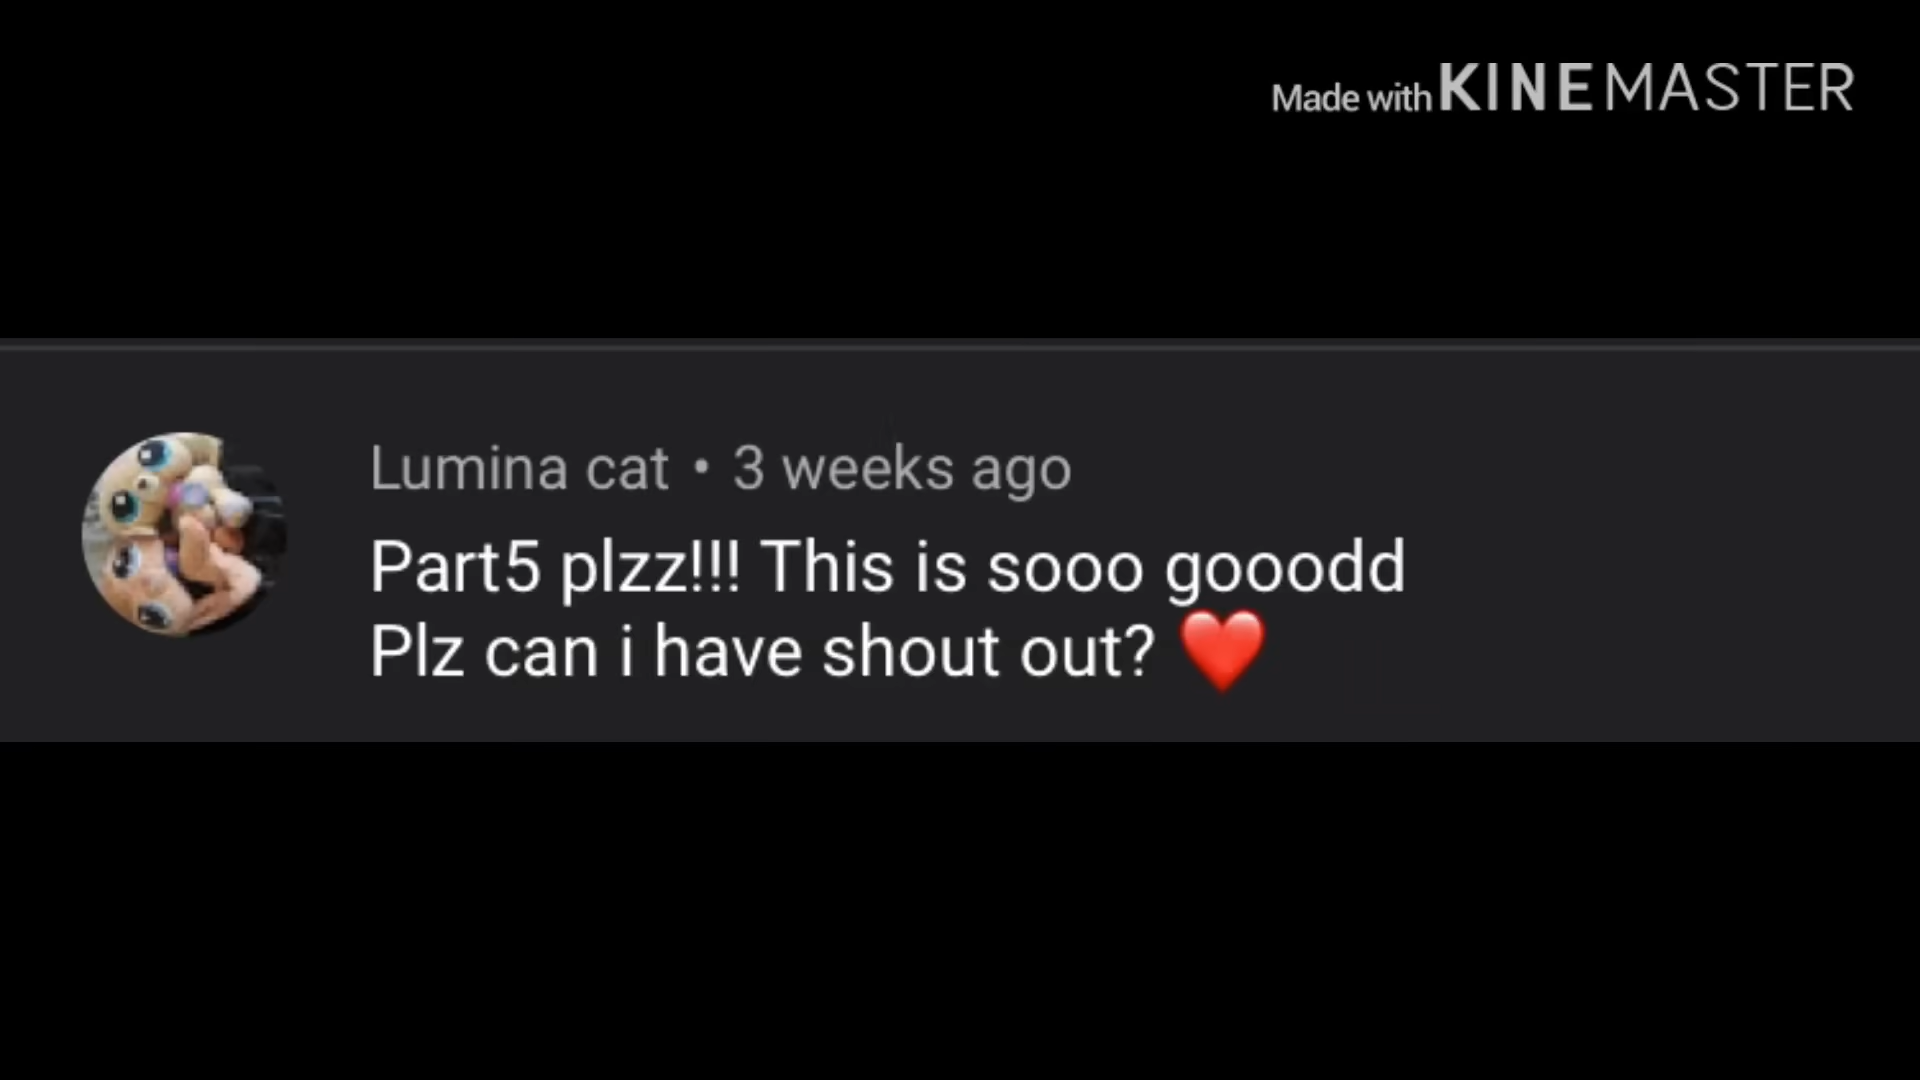 Made with KINEMASTER
Lumina cat • 3 weeks ago
Part5 plzz!!! This is sooo gooodd
Plz can i have shout out? ❤️